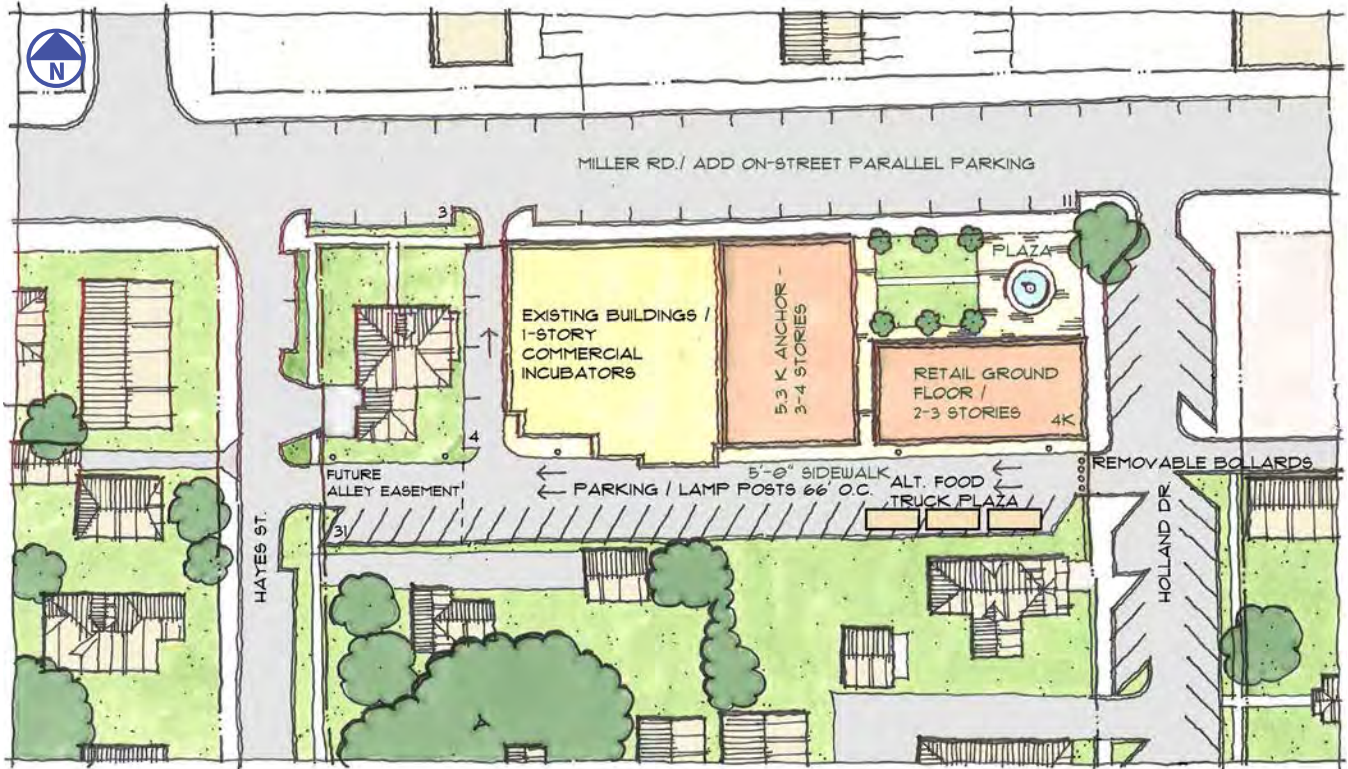 N
MILLER RD./ ADD ON-STREET PARALLEL PARKING
3
11
PLAZA
EXISTING BUILDINGS /
1-STORY
COMMERCIAL
INCUBATORS
5.3 K ANCHOR -
3-4 STORIES
RETAIL GROUND
FLOOR /
2-3 STORIES
4K
4
FUTURE
ALLEY EASEMENT
5'-0" SIDEWALK
PARKING / LAMP POSTS 66' O.C.
ALT. FOOD
TRUCK PLAZA
REMOVABLE BOLLARDS
31
HAYES ST.
HOLLAND DR.